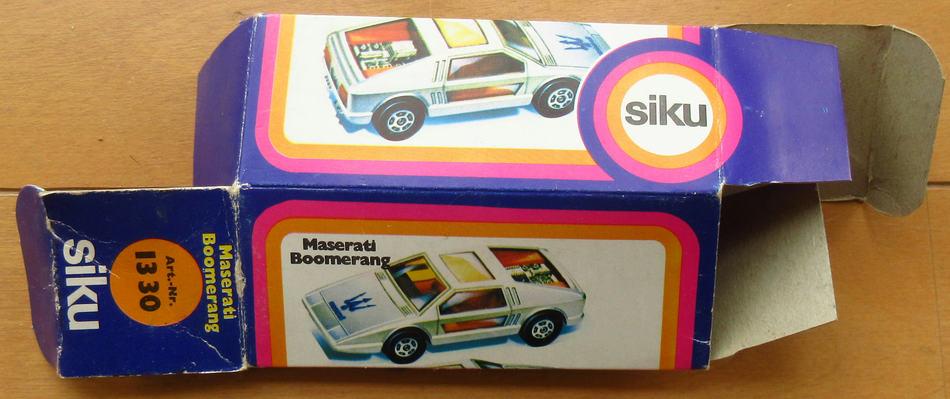 siku
Maserati
Boomerang
Maserati
Boomerang
Art.-Nr.
1330
siku